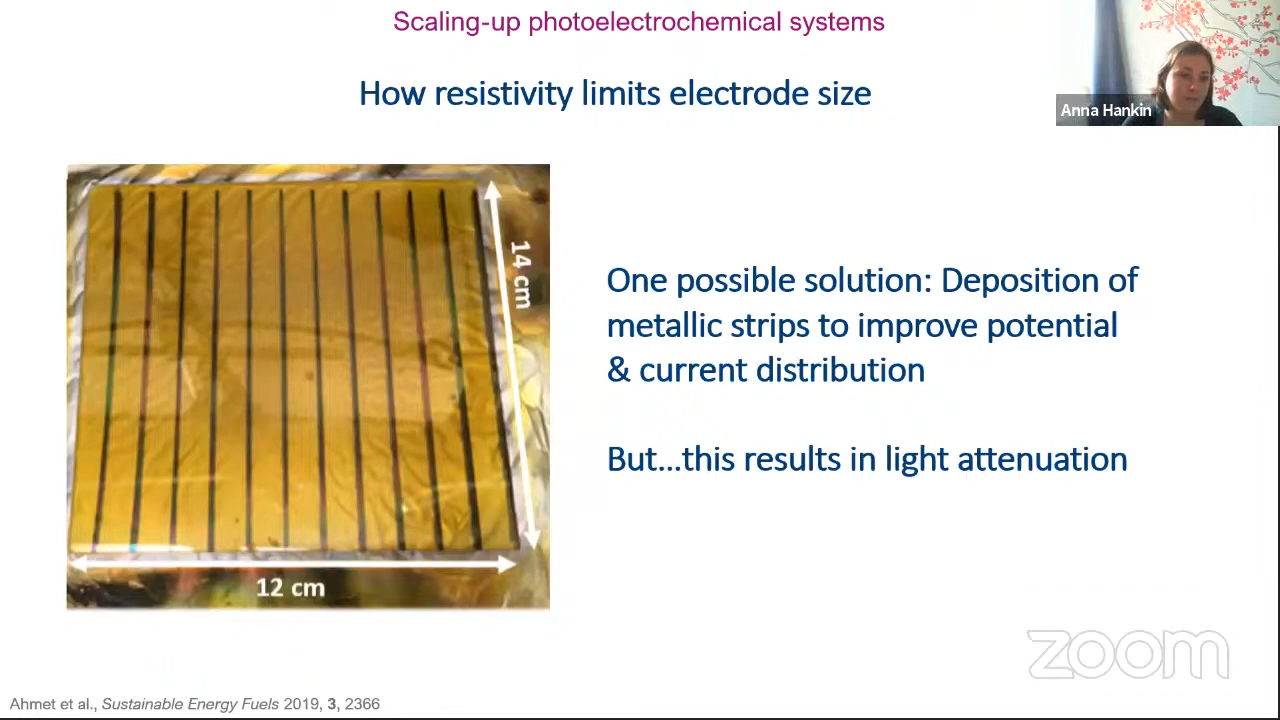 Scaling-up photoelectrochemical systems
How resistivity limits electrode size
Anna Hankin
14 cm
One possible solution: Deposition of
metallic strips to improve potential
& current distribution
But...this results in light attenuation
12 cm
zoom
Ahmet et al., Sustainable Energy Fuels 2019, 3, 2366